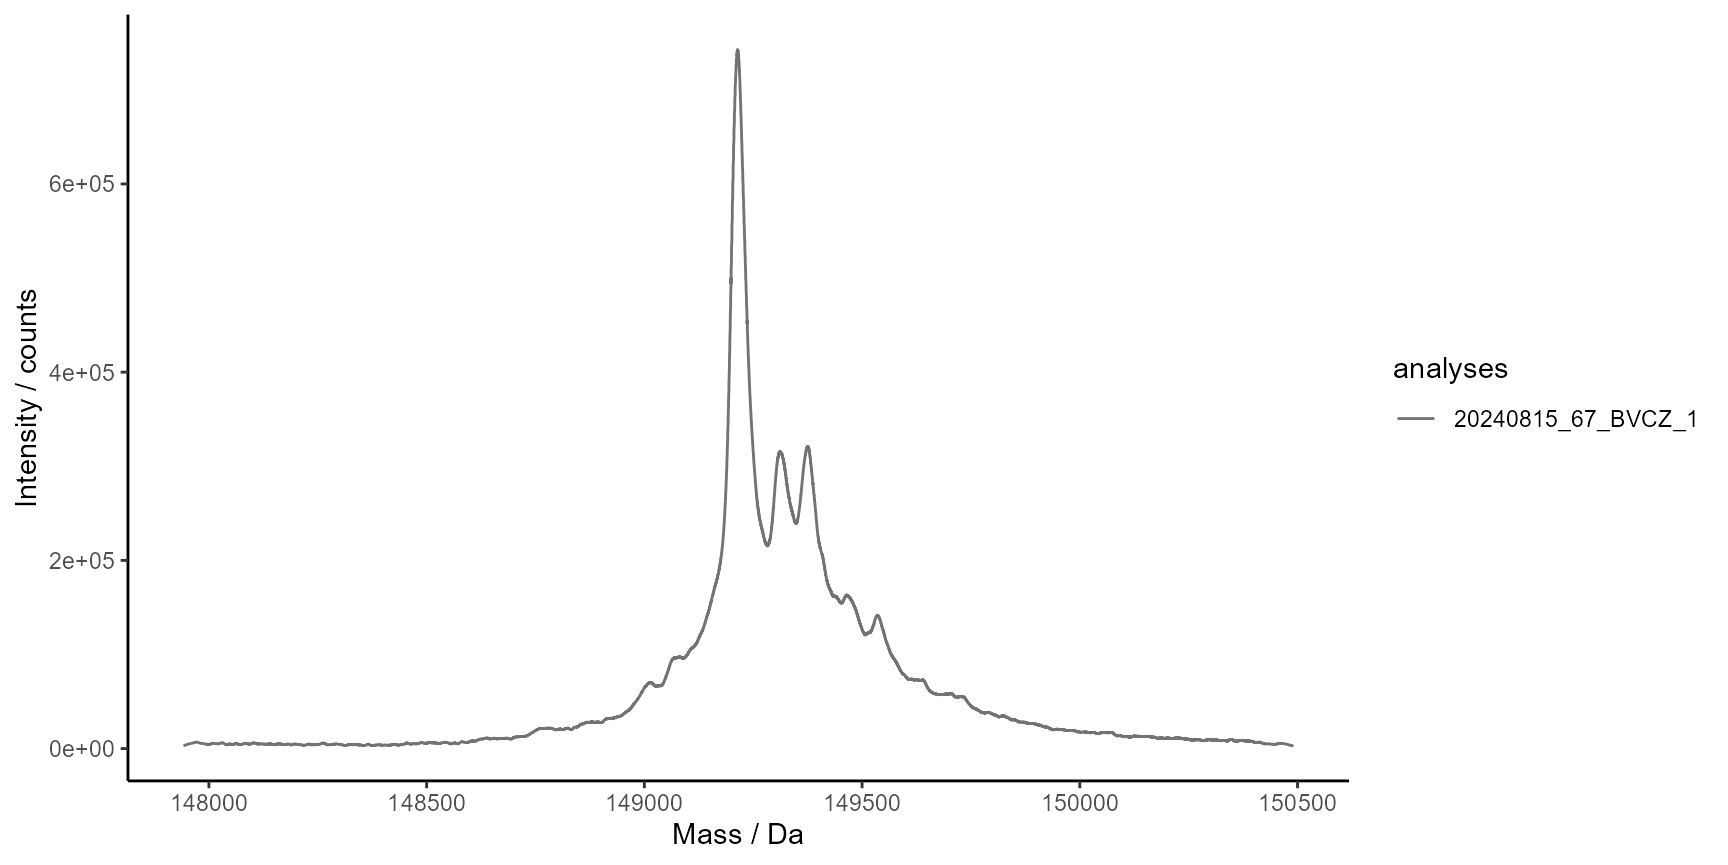 Intensity / counts
6e+05
4e+05
2e+05
0e+00
148000 148500 149000 149500 150000 150500
Mass / Da
analyses
20240815_67_BVCZ_1